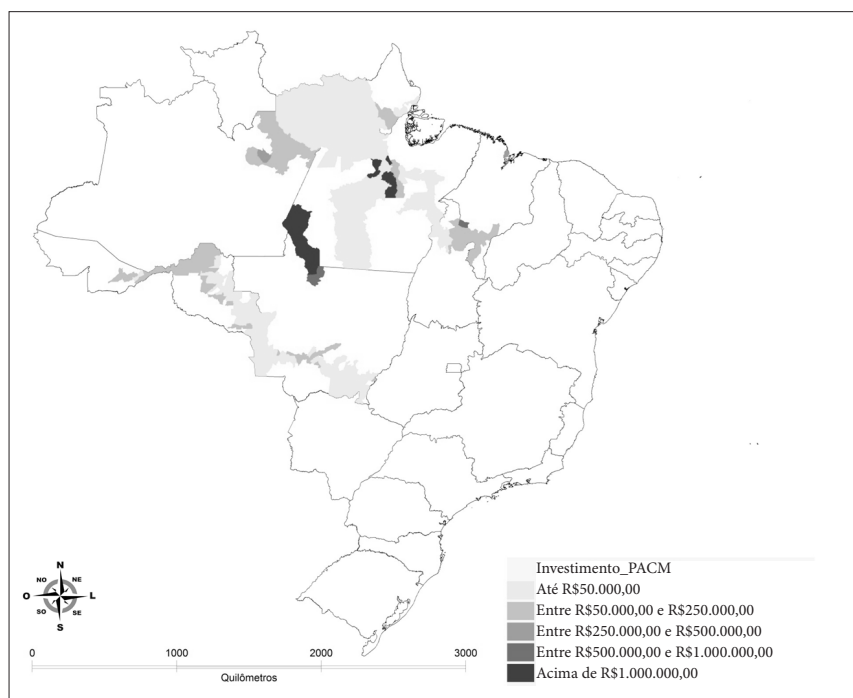 N
NO NE
O L
SO SE
S
0 1000 2000 3000
Quilômetros
Investimento_PACM
Até R$50.000,00
Entre R$50.000,00 e R$250.000,00
Entre R$250.000,00 e R$500.000,00
Entre R$500.000,00 e R$1.000.000,00
Acima de R$1.000.000,00